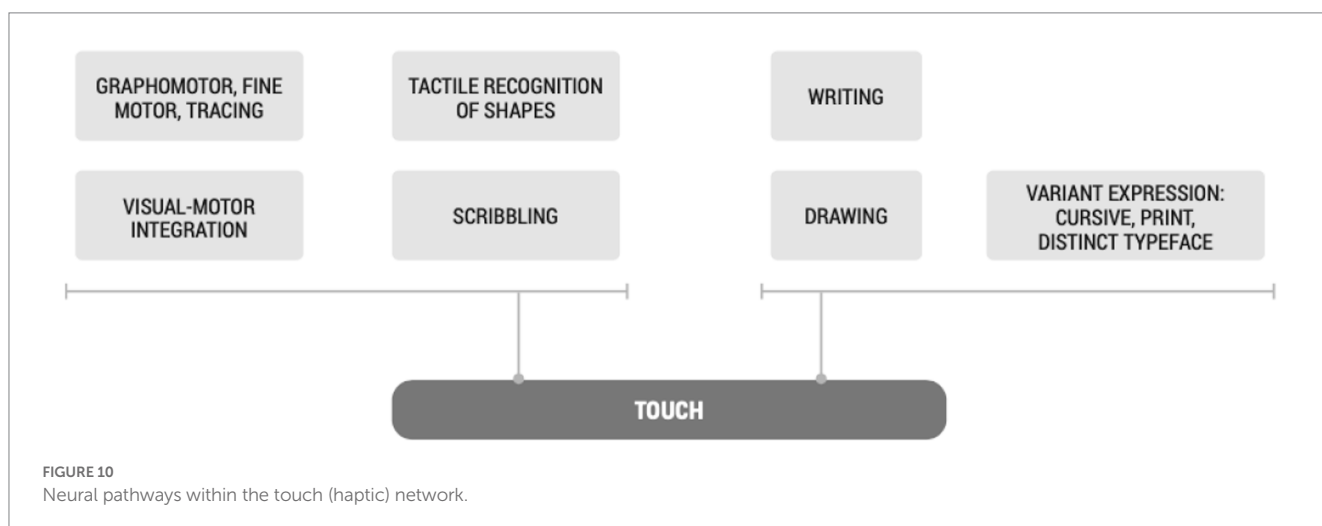 GRAPHOMOTOR, FINE
MOTOR, TRACING
TACTILE RECOGNITION
OF SHAPES
WRITING
VISUAL-MOTOR
INTEGRATION
SCRIBBLING
DRAWING
VARIANT EXPRESSION:
CURSIVE, PRINT,
DISTINCT TYPEFACE
TOUCH
FIGURE 10
Neural pathways within the touch (haptic) network.